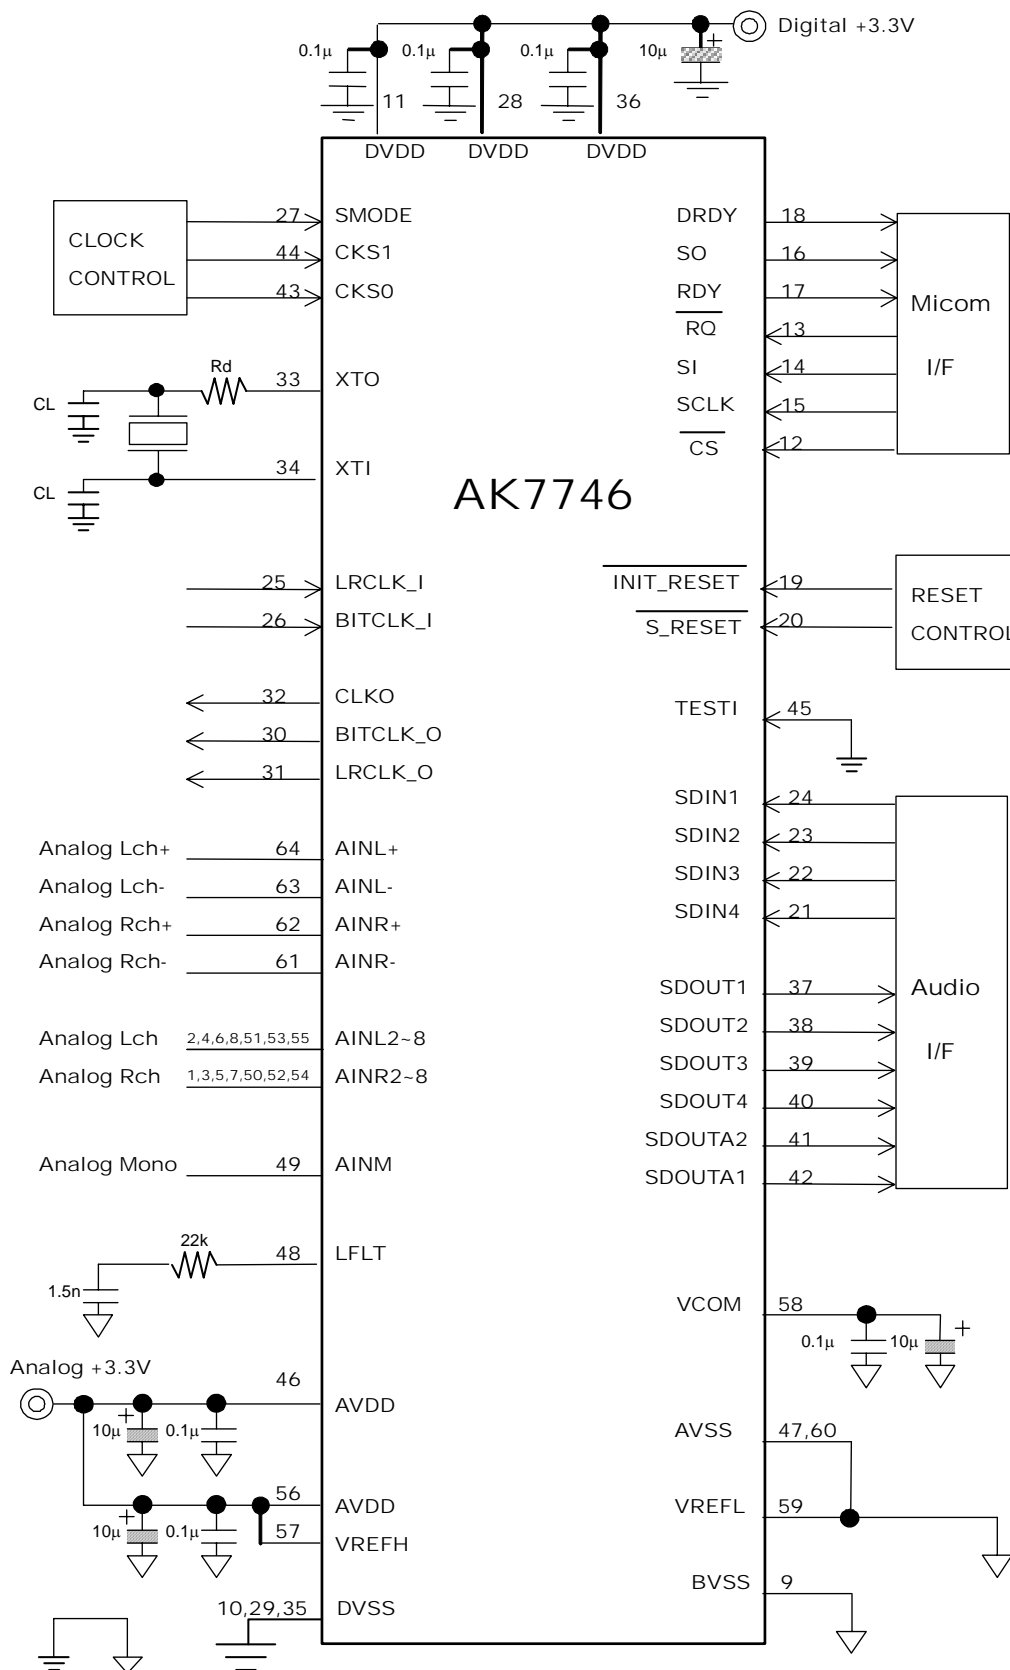 Digital +3.3V
0.1μ 0.1μ 0.1μ 10μ +
11 28 36
DVDD DVDD DVDD
CLOCK
CONTROL
27 SMODE
44 CKS1
43 CKS0
Rd
33 XTO
CL
34 XTI
CL
DRDY 18
SO 16
RDY 17
RQ 13
SI 14
SCLK 15
CS 12
Micom
I/F
AK7746
25 LRCLK_I
26 BITCLK_I
32 CLKO
30 BITCLK_O
31 LRCLK_O
INIT_RESET 19
S_RESET 20
RESET
CONTROL
TESTI 45
Analog Lch+ 64 AINL+
Analog Lch- 63 AINL-
Analog Rch+ 62 AINR+
Analog Rch- 61 AINR-
Analog Lch 2,4,6,8,51,53,55 AINL2~8
Analog Rch 1,3,5,7,50,52,54 AINR2~8
Analog Mono 49 AINM
SDIN1 24
SDIN2 23
SDIN3 22
SDIN4 21
SDOUT1 37
SDOUT2 38
SDOUT3 39
SDOUT4 40
SDOUTA2 41
SDOUTA1 42
Audio
I/F
22k
48 LFLT
1.5n
VCOM 58
0.1μ 10μ +
Analog +3.3V
46 AVDD
+
10μ 0.1μ
AVSS 47,60
56 AVDD
+
10μ 0.1μ
57 VREFH
VREFL 59
BVSS 9
10,29,35 DVSS